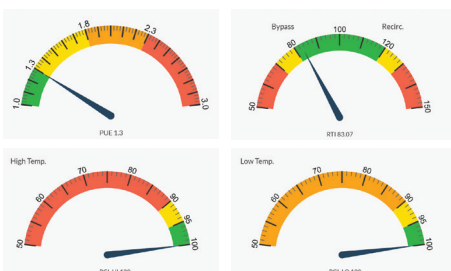 1.0 1.3 1.8 2.3 3.0
PUE 1.3
Bypass Recirc.
50 80 100 120 150
RTI 83.07
High Temp.
50 60 70 80 90 95 100
Low Temp.
50 60 70 80 90 95 100